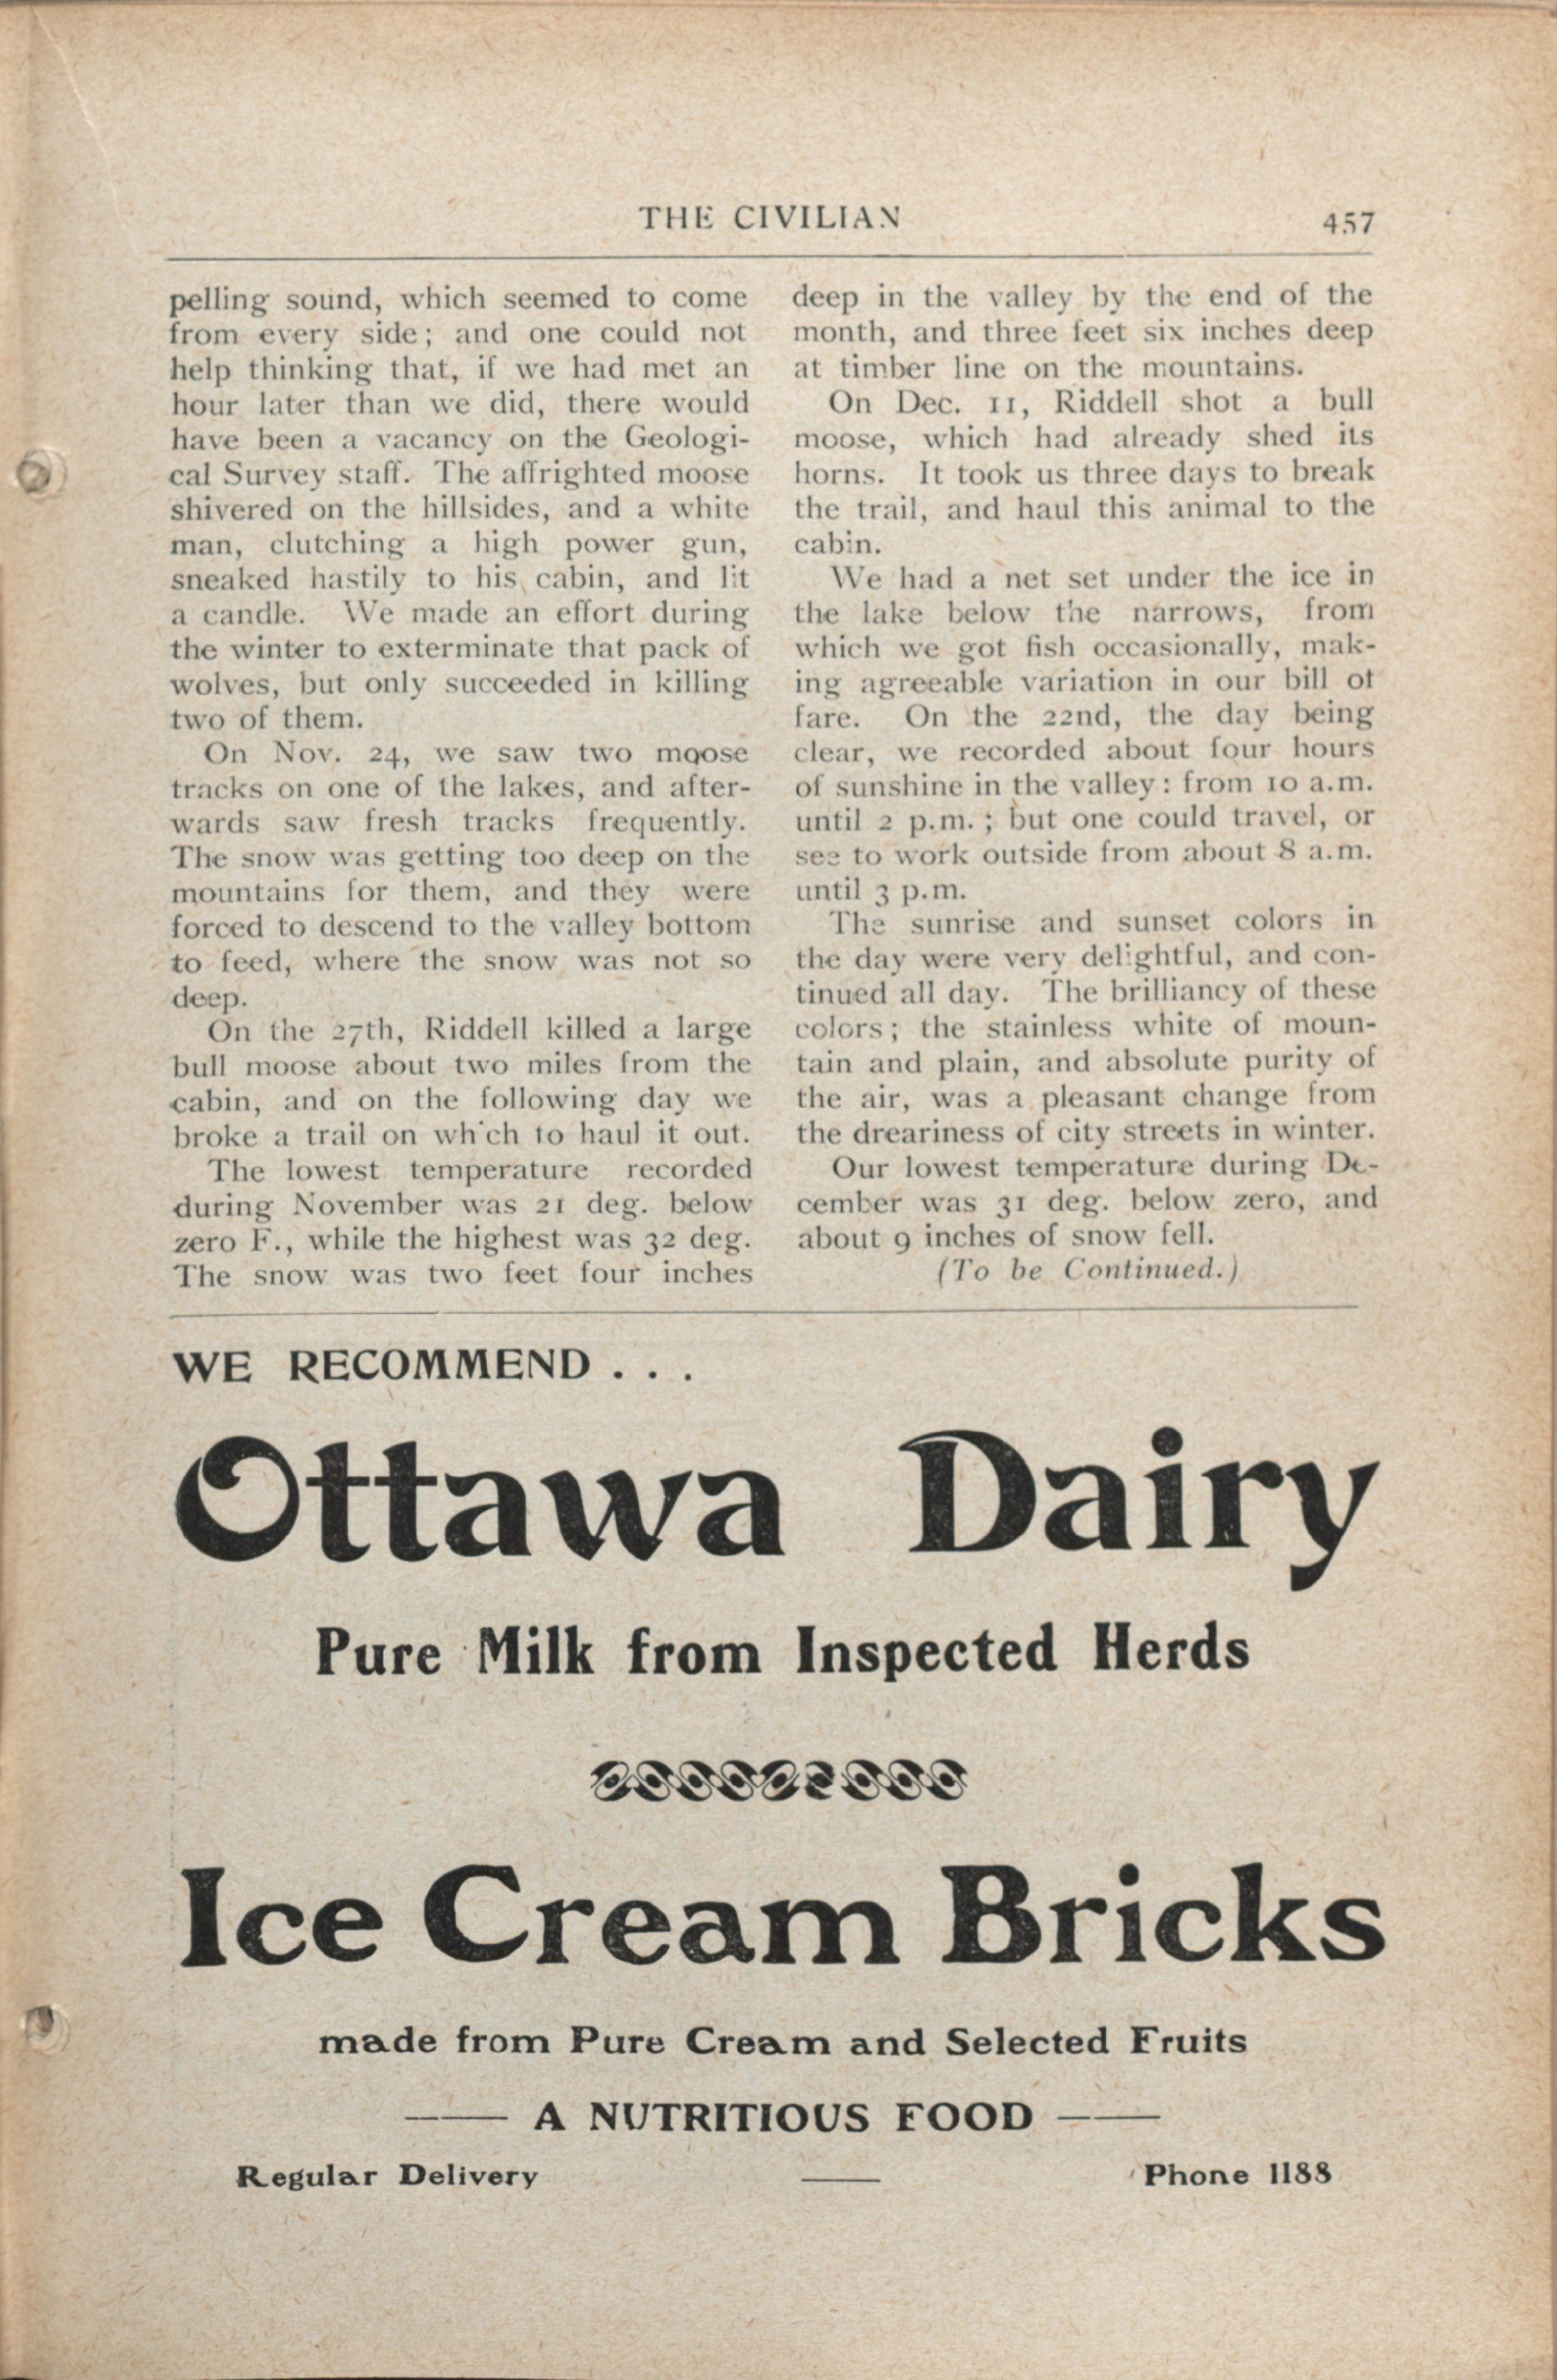 THE CIVILIAN
457
pelling sound, which seemed to come
from every side; and one could not
help thinking that, if we had met an
hour later than we did, there would
have been a vacancy on the Geologi-
cal Survey staff. The affrighted moose
shivered on the hillsides, and a white
man, clutching a high power gun,
sneaked hastily to his cabin, and lit
a candle. We made an effort during
the winter to exterminate that pack of
wolves, but only succeeded in killing
two of them.
On Nov. 24, we saw two moose
tracks on one of the lakes, and after-
wards saw fresh tracks frequently.
The snow was getting too deep on the
mountains for them, and they were
forced to descend to the valley bottom
to feed, where the snow was not so
deep.
On the 27th, Riddell killed a large
bull moose about two miles from the
cabin, and on the following day we
broke a trail on which to haul it out.
The lowest temperature recorded
during November was 21 deg. below
zero F., while the highest was 32 deg.
The snow was two feet four inches
deep in the valley by the end of the
month, and three feet six inches deep
at timber line on the mountains.
On Dec. 11, Riddell shot a bull
moose, which had already shed its
horns. It took us three days to break
the trail, and haul this animal to the
cabin.
We had a net set under the ice in
the lake below the narrows, from
which we got fish occasionally, mak-
ing agreeable variation in our bill of
fare. On the 22nd, the day being
clear, we recorded about four hours
of sunshine in the valley: from 10 a.m.
until 2 p.m.; but one could travel, or
see to work outside from about 8 a.m.
until 3 p.m.
The sunrise and sunset colors in
the day were very delightful, and con-
tinued all day. The brilliancy of these
colors; the stainless white of moun-
tain and plain, and absolute purity of
the air, was a pleasant change from
the dreariness of city streets in winter.
Our lowest temperature during De-
cember was 31 deg. below zero, and
about 9 inches of snow fell.
(To be Continued.)
WE RECOMMEND . . .
Ottawa Dairy
Pure Milk from Inspected Herds
Ice Cream Bricks
made from Pure Cream and Selected Fruits
—— A NUTRITIOUS FOOD ——
Regular Delivery —— Phone 1188